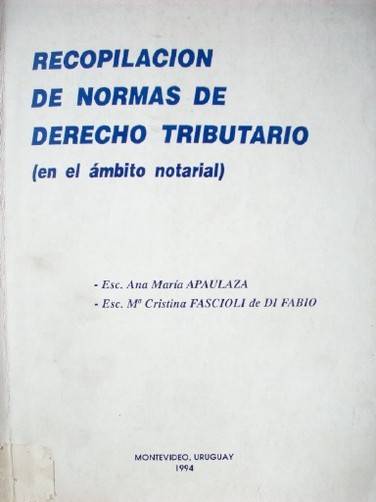 RECOPILACION
DE NORMAS DE
DERECHO TRIBUTARIO
(en el ámbito notarial)
- Esc. Ana María APAULAZA
- Esc. Mª Cristina FASCIOLI de DI FABIO
MONTEVIDEO, URUGUAY
1994